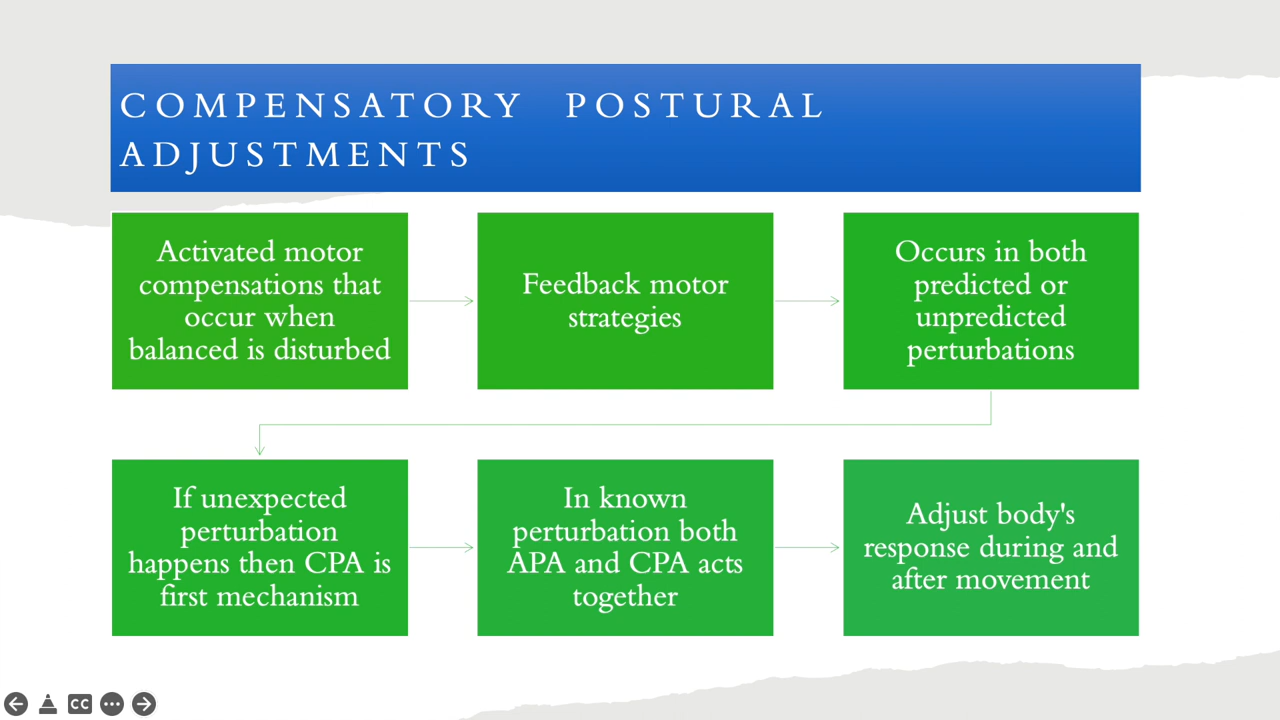 COMPENSATORY POSTURAL
ADJUSTMENTS
Activated motor
compensations that
occur when
balanced is disturbed
Feedback motor
strategies
Occurs in both
predicted or
unpredicted
perturbations
If unexpected
perturbation
happens then CPA is
first mechanism
In known
perturbation both
APA and CPA acts
together
Adjust body's
response during and
after movement
CC